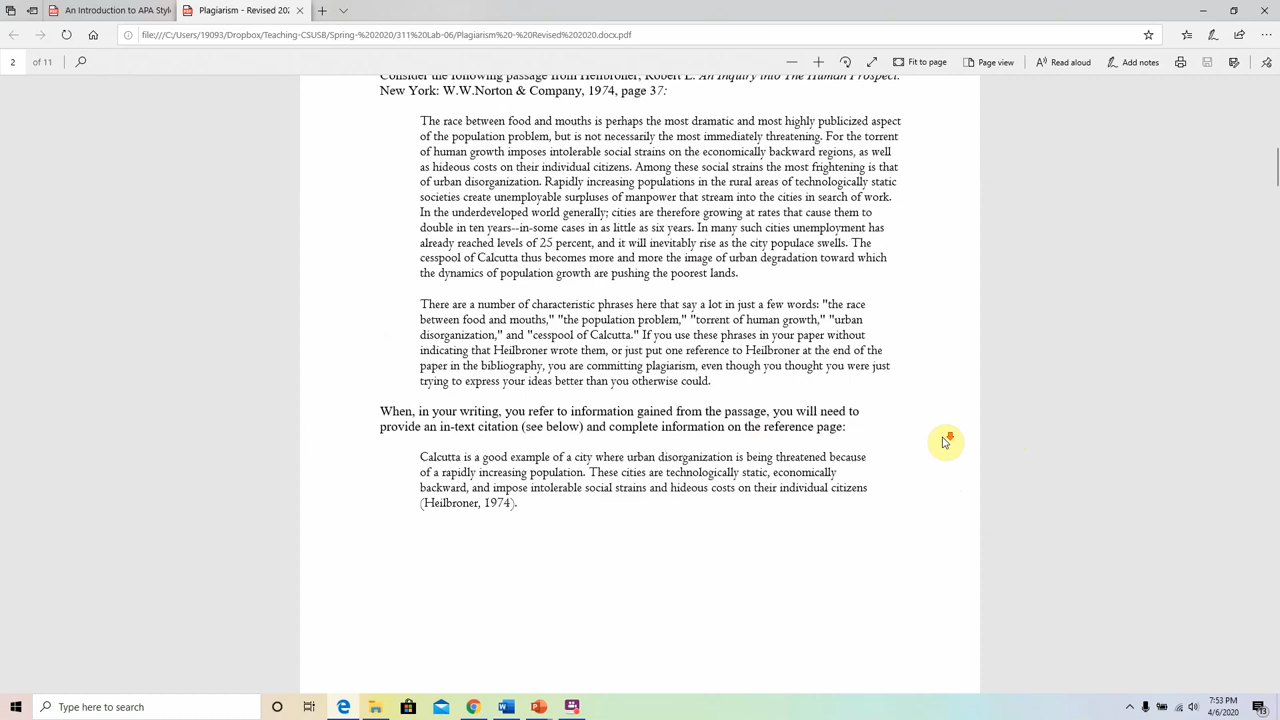 An Introduction to APA Styl
Plagiarism - Revised 202
file:///C:/Users/19093/Dropbox/Teaching-CSUSB/Spring-%202020/311%20Lab-06/Plagiarism%20-%20Revised%202020.docx.pdf
2 of 11
Fit to page
Page view
Read aloud
Add notes
Consider the following passage from Heilbroner, Robert L. An Inquiry into The Human Prospect.
New York: W.W.Norton & Company, 1974, page 37:
The race between food and mouths is perhaps the most dramatic and most highly publicized aspect
of the population problem, but is not necessarily the most immediately threatening. For the torrent
of human growth imposes intolerable social strains on the economically backward regions, as well
as hideous costs on their individual citizens. Among these social strains the most frightening is that
of urban disorganization. Rapidly increasing populations in the rural areas of technologically static
societies create unemployable surpluses of manpower that stream into the cities in search of work.
In the underdeveloped world generally; cities are therefore growing at rates that cause them to
double in ten years--in-some cases in as little as six years. In many such cities unemployment has
already reached levels of 25 percent, and it will inevitably rise as the city populace swells. The
cesspool of Calcutta thus becomes more and more the image of urban degradation toward which
the dynamics of population growth are pushing the poorest lands.
There are a number of characteristic phrases here that say a lot in just a few words: "the race
between food and mouths," "the population problem," "torrent of human growth," "urban
disorganization," and "cesspool of Calcutta." If you use these phrases in your paper without
indicating that Heilbroner wrote them, or just put one reference to Heilbroner at the end of the
paper in the bibliography, you are committing plagiarism, even though you thought you were just
trying to express your ideas better than you otherwise could.
When, in your writing, you refer to information gained from the passage, you will need to
provide an in-text citation (see below) and complete information on the reference page:
Calcutta is a good example of a city where urban disorganization is being threatened because
of a rapidly increasing population. These cities are technologically static, economically
backward, and impose intolerable social strains and hideous costs on their individual citizens
(Heilbroner, 1974).
Type here to search
7:53 PM
4/6/2020